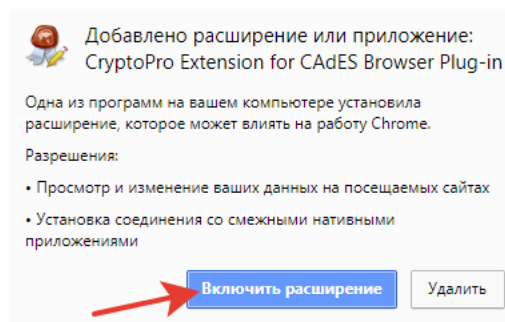 Добавлено расширение или приложение:
CryptoPro Extension for CAdES Browser Plug-in
Одна из программ на вашем компьютере установила
расширение, которое может влиять на работу Chrome.
Разрешения:
• Просмотр и изменение ваших данных на посещаемых сайтах
• Установка соединения со смежными нативными
приложениями
Включить расширение
Удалить